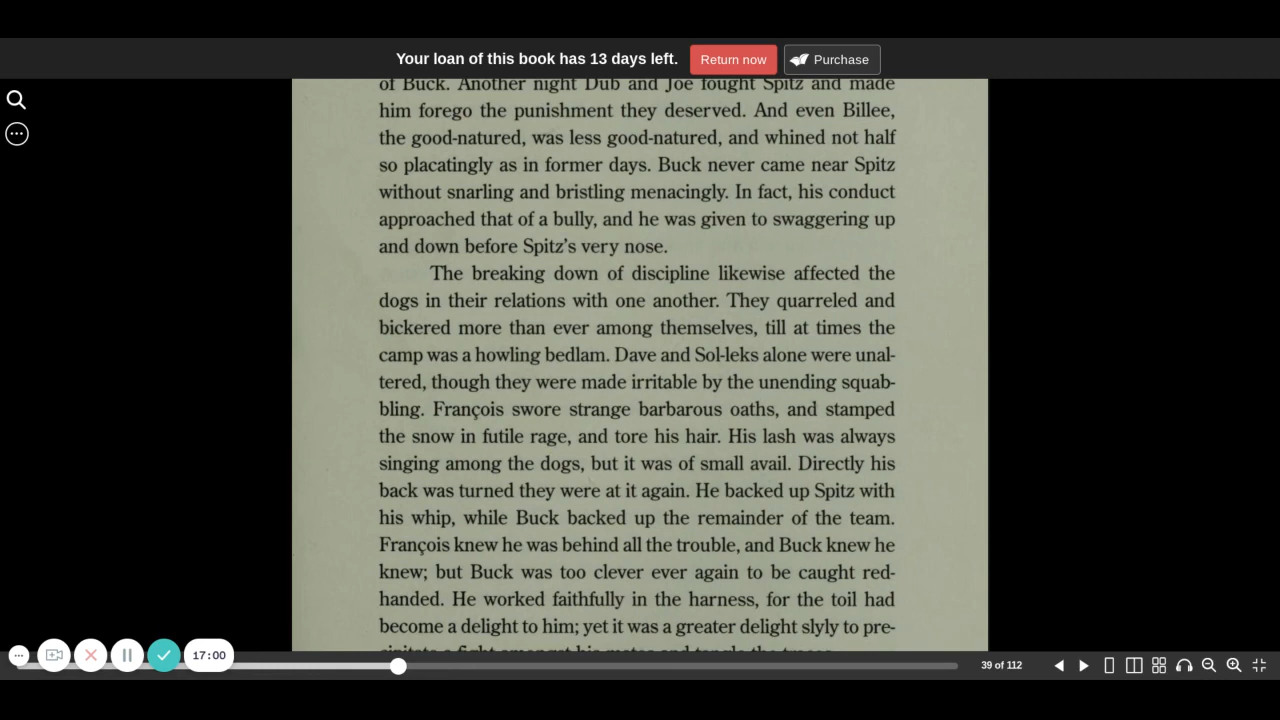 Your loan of this book has 13 days left. Return now Purchase
of Buck. Another night Dub and Joe fought Spitz and made
him forego the punishment they deserved. And even Billee,
the good-natured, was less good-natured, and whined not half
so placatingly as in former days. Buck never came near Spitz
without snarling and bristling menacingly. In fact, his conduct
approached that of a bully, and he was given to swaggering up
and down before Spitz's very nose.
The breaking down of discipline likewise affected the
dogs in their relations with one another. They quarreled and
bickered more than ever among themselves, till at times the
camp was a howling bedlam. Dave and Sol-leks alone were unal-
tered, though they were made irritable by the unending squab-
bling. François swore strange barbarous oaths, and stamped
the snow in futile rage, and tore his hair. His lash was always
singing among the dogs, but it was of small avail. Directly his
back was turned they were at it again. He backed up Spitz with
his whip, while Buck backed up the remainder of the team.
François knew he was behind all the trouble, and Buck knew he
knew; but Buck was too clever ever again to be caught red-
handed. He worked faithfully in the harness, for the toil had
become a delight to him; yet it was a greater delight slyly to pre-
17:00
39 of 112